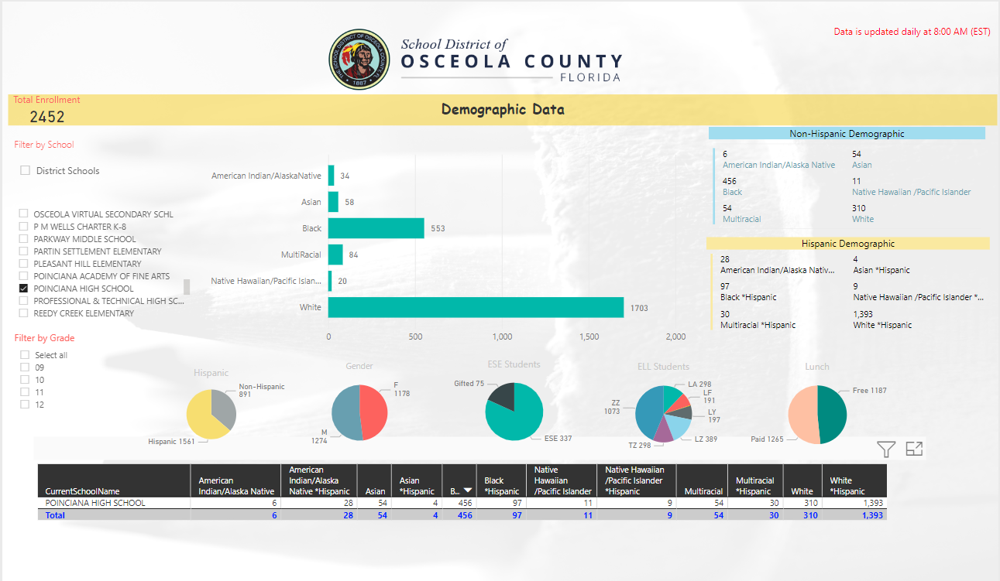 Data is updated daily at 8:00 AM (EST)
THE SCHOOL DISTRICT OF OSCEOLA COUNTY, FL
1887
School District of
OSCEOLA COUNTY
FLORIDA
Total Enrollment
2452
Demographic Data
Filter by School
District Schools
OSCEOLA VIRTUAL SECONDARY SCHL
P M WELLS CHARTER K-8
PARKWAY MIDDLE SCHOOL
PARTIN SETTLEMENT ELEMENTARY
PLEASANT HILL ELEMENTARY
POINCIANA ACADEMY OF FINE ARTS
POINCIANA HIGH SCHOOL
PROFESSIONAL & TECHNICAL HIGH SC...
REEDY CREEK ELEMENTARY
Filter by Grade
Select all
09
10
11
12
American Indian/AlaskaNative 34
Asian 58
Black 553
MultiRacial 84
Native Hawaiian/Pacific Islan... 20
White 1703
0 500 1,000 1,500 2,000
Non-Hispanic Demographic
6 54
American Indian/Alaska Native Asian
456 11
Black Native Hawaiian /Pacific Islander
54 310
Multiracial White
Hispanic Demographic
28 4
American Indian/Alaska Nativ... Asian *Hispanic
97 9
Black *Hispanic Native Hawaiian /Pacific Islander *...
30 1,393
Multiracial *Hispanic White *Hispanic
Hispanic
Non-Hispanic
891
Hispanic 1561
Gender
F
1178
M
1274
ESE Students
Gifted 75
ESE 337
ELL Students
LA 298
LF
191
LY
197
LZ 389
TZ 298
ZZ
1073
Lunch
Free 1187
Paid 1265
CurrentSchoolName
American
Indian/Alaska Native
American
Indian/Alaska
Native *Hispanic
Asian
Asian
*Hispanic
B...
Black
*Hispanic
Native
Hawaiian
/Pacific Islander
Native Hawaiian
/Pacific Islander
*Hispanic
Multiracial
Multiracial
*Hispanic
White
White
*Hispanic
POINCIANA HIGH SCHOOL 6 28 54 4 456 97 11 9 54 30 310 1,393
Total 6 28 54 4 456 97 11 9 54 30 310 1,393